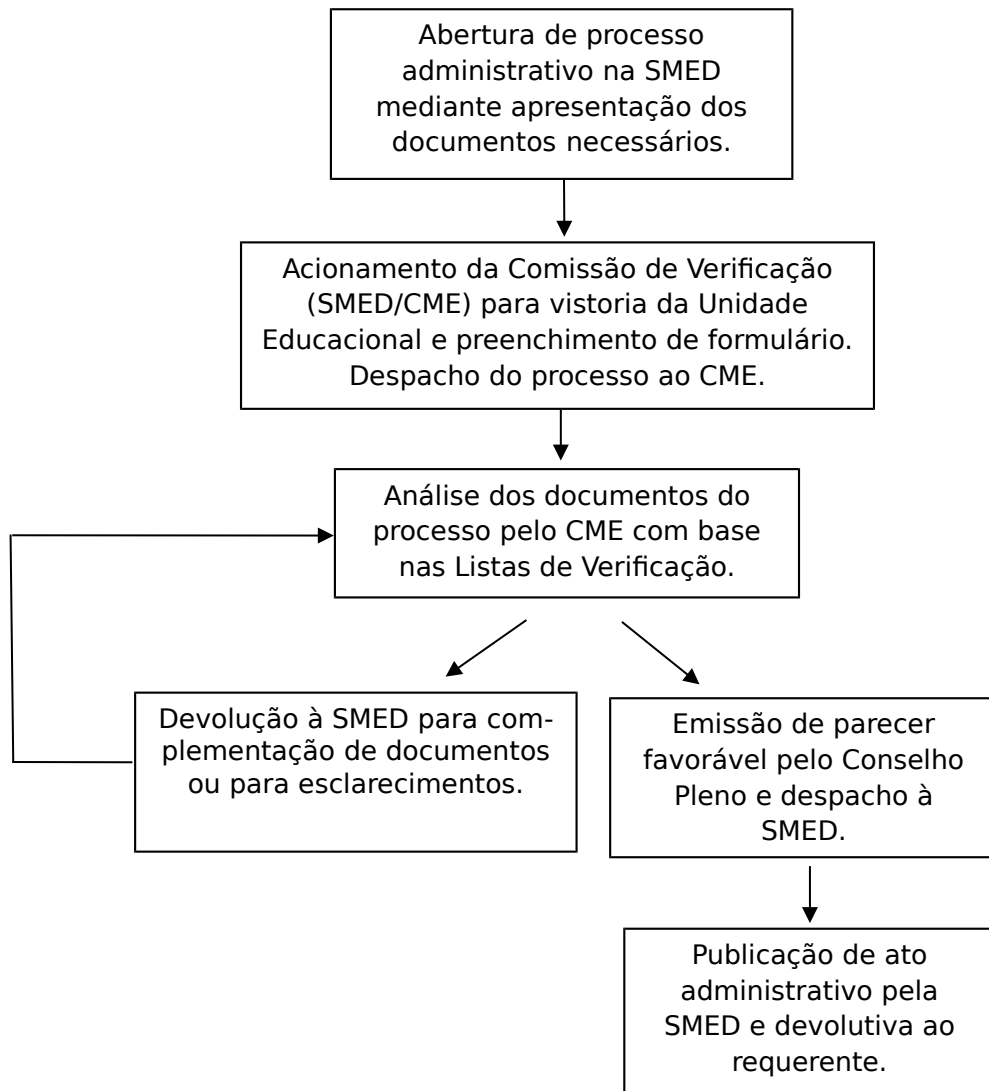 Abertura de processo
administrativo na SMED
mediante apresentação dos
documentos necessários.
Acionamento da Comissão de Verificação
(SMED/CME) para vistoria da Unidade
Educacional e preenchimento de formulário.
Despacho do processo ao CME.
Análise dos documentos do
processo pelo CME com base
nas Listas de Verificação.
Devolução à SMED para com-
plementação de documentos
ou para esclarecimentos.
Emissão de parecer
favorável pelo Conselho
Pleno e despacho à
SMED.
Publicação de ato
administrativo pela
SMED e devolutiva ao
requerente.